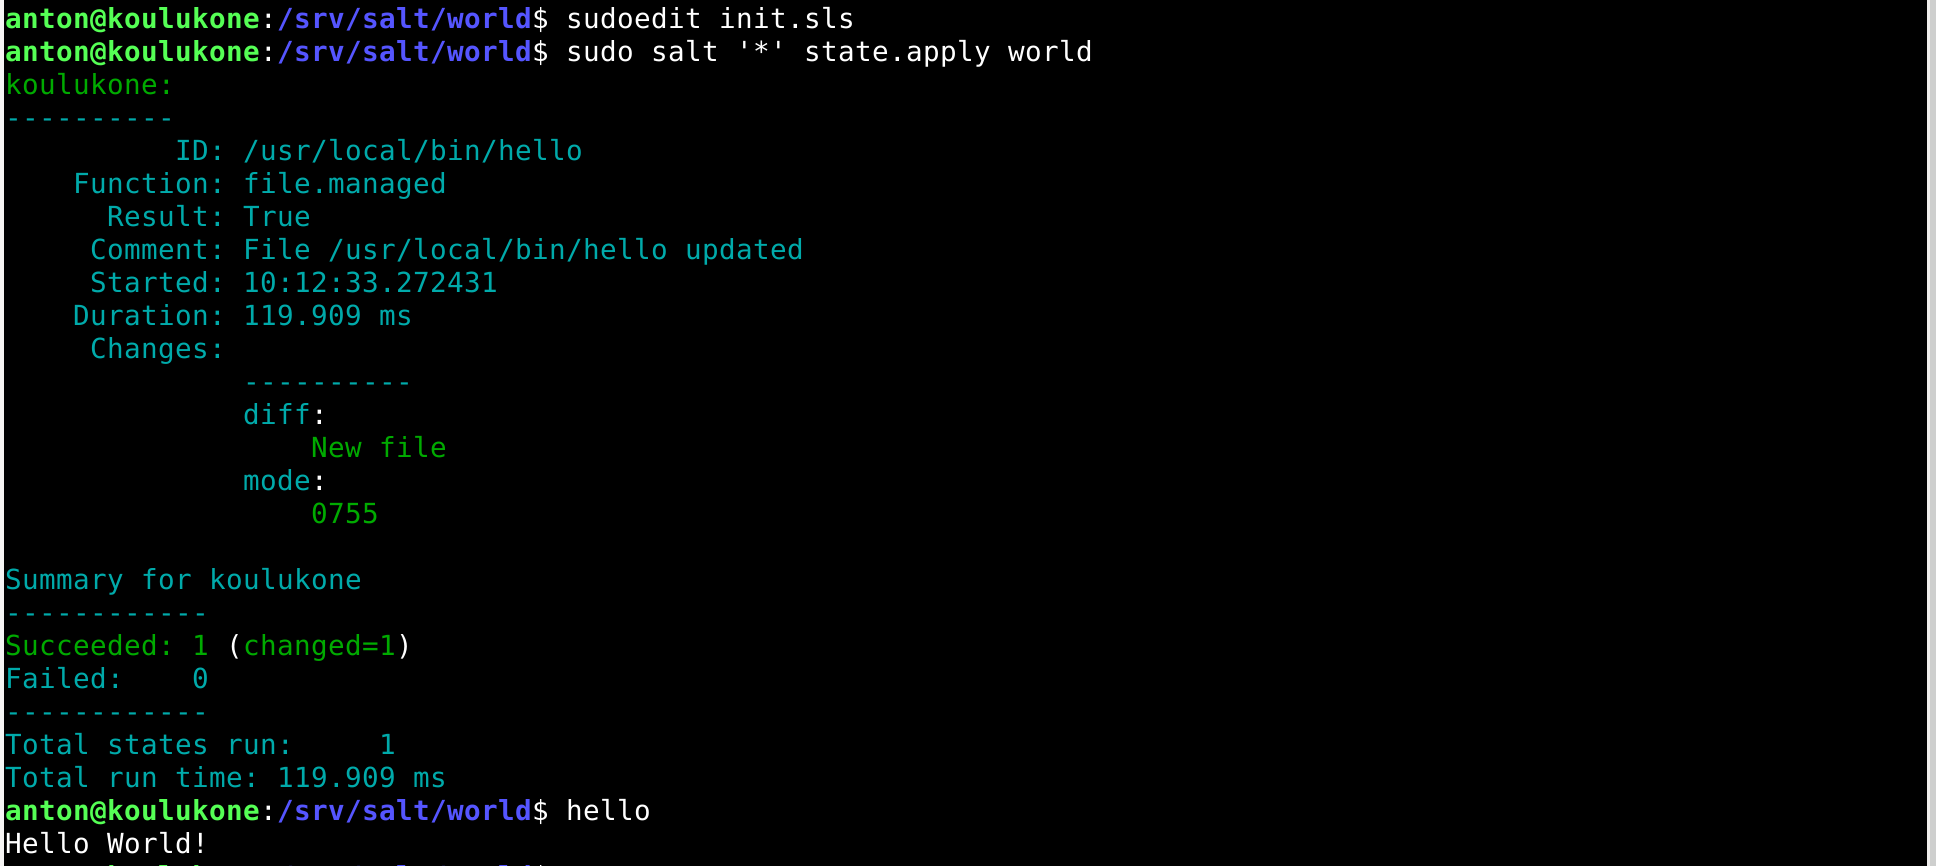 anton@koulukone:/srv/salt/world$ sudoedit init.sls
anton@koulukone:/srv/salt/world$ sudo salt '*' state.apply world
koulukone:
----------
          ID: /usr/local/bin/hello
    Function: file.managed
      Result: True
     Comment: File /usr/local/bin/hello updated
     Started: 10:12:33.272431
    Duration: 119.909 ms
     Changes:
              ----------
              diff:
                  New file
              mode:
                  0755

Summary for koulukone
------------
Succeeded: 1 (changed=1)
Failed:    0
------------
Total states run:     1
Total run time: 119.909 ms
anton@koulukone:/srv/salt/world$ hello
Hello World!